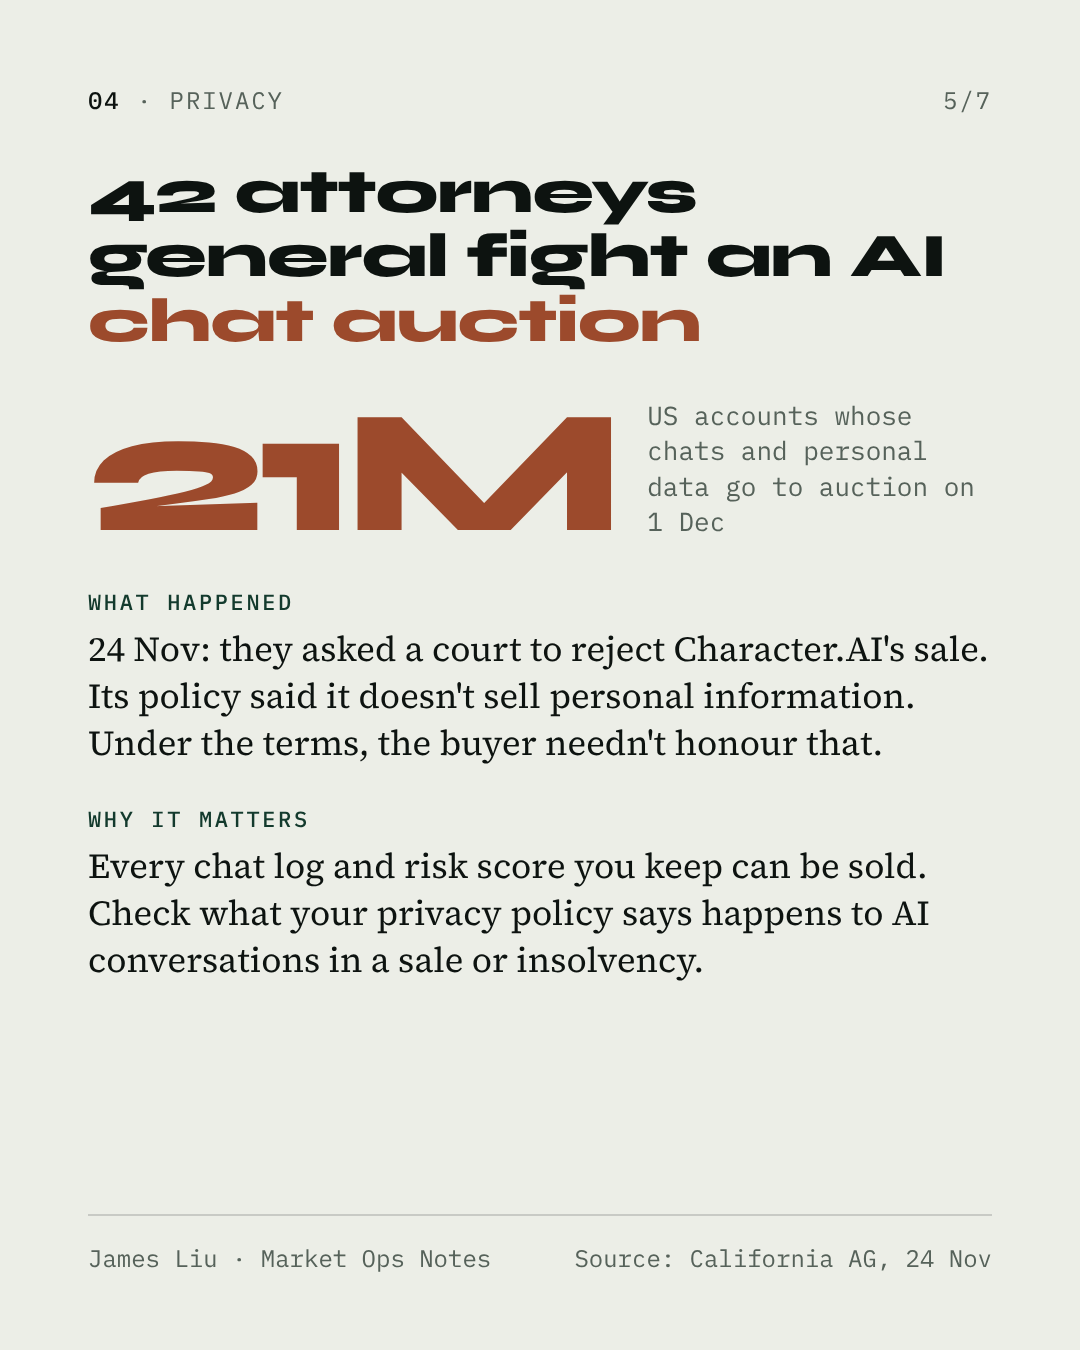 04 · PRIVACY
5/7
42 attorneys
general fight an AI
chat auction
21M
US accounts whose
chats and personal
data go to auction on
1 Dec
WHAT HAPPENED
24 Nov: they asked a court to reject Character.AI's sale.
Its policy said it doesn't sell personal information.
Under the terms, the buyer needn't honour that.
WHY IT MATTERS
Every chat log and risk score you keep can be sold.
Check what your privacy policy says happens to AI
conversations in a sale or insolvency.
James Liu · Market Ops Notes
Source: California AG, 24 Nov